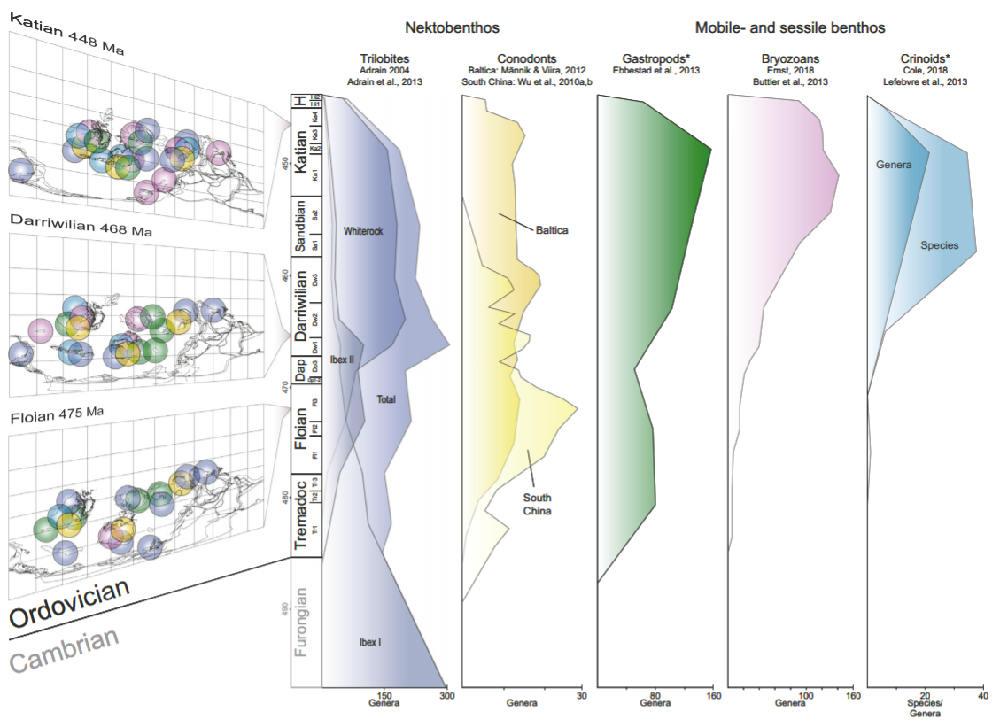 Katian 448 Ma
Darriwilian 468 Ma
Floian 475 Ma
Ordovician
Cambrian
Nektobenthos
Mobile- and sessile benthos
Trilobites
Adrain 2004
Adrain et al., 2013
Conodonts
Baltica: Männik & Viira, 2012
South China: Wu et al., 2010a,b
Gastropods*
Ebbestad et al., 2013
Bryozoans
Ernst, 2018
Buttler et al., 2013
Crinoids*
Cole, 2018
Lefebvre et al., 2013
H
Katian
Sandbian
Darriwilian
Dap
Floian
Tremadoc
Furongian
Hi2
Hi1
Ka4
Ka3
Ka2
Ka1
Sa2
Sa1
Dw3
Dw2
Dw1
Dp3
Fl3
Fl2
Fl1
Tr3
Tr2
Tr1
450
460
470
480
490
Whiterock
Ibex II
Total
Ibex I
Baltica
South
China
Genera
Species
150
300
Genera
30
Genera
80
160
Genera
100
160
Genera
20
40
Species/
Genera